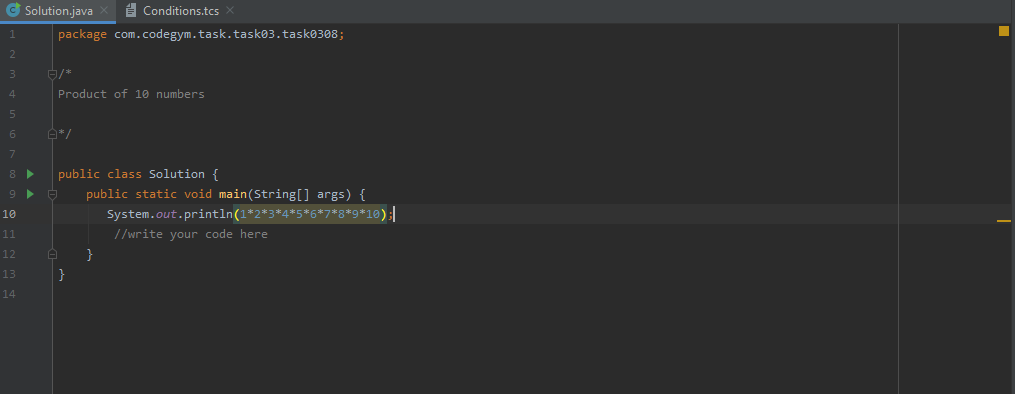 Solution.java Conditions.tcs
1 package com.codegym.task.task03.task0308;
2
3 /*
4 Product of 10 numbers
5
6 */
7
8 public class Solution {
9 public static void main(String[] args) {
10 System.out.println(1*2*3*4*5*6*7*8*9*10);
11 //write your code here
12 }
13 }
14